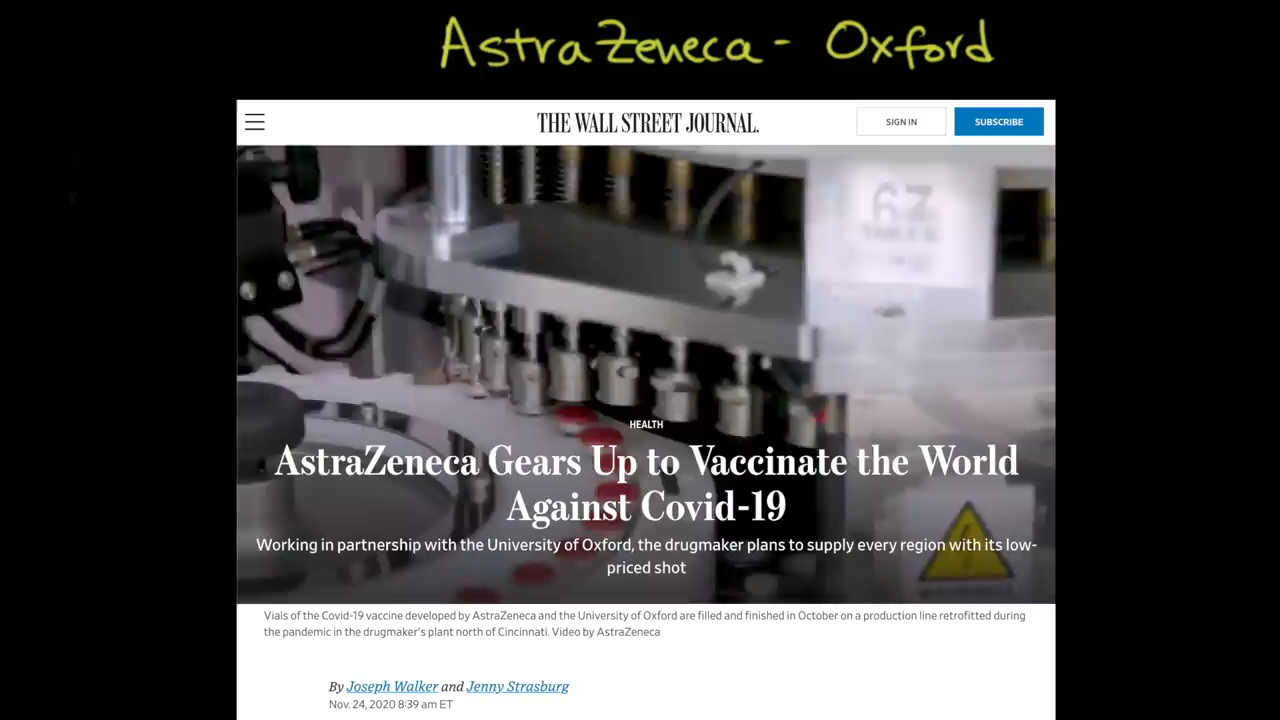 AstraZeneca - Oxford
THE WALL STREET JOURNAL.
SIGN IN
SUBSCRIBE
63
HEALTH
AstraZeneca Gears Up to Vaccinate the World
Against Covid-19
Working in partnership with the University of Oxford, the drugmaker plans to supply every region with its low-
priced shot
Vials of the Covid-19 vaccine developed by AstraZeneca and the University of Oxford are filled and finished in October on a production line retrofitted during
the pandemic in the drugmaker's plant north of Cincinnati. Video by AstraZeneca
By Joseph Walker and Jenny Strasburg
Nov. 24, 2020 8:39 am ET